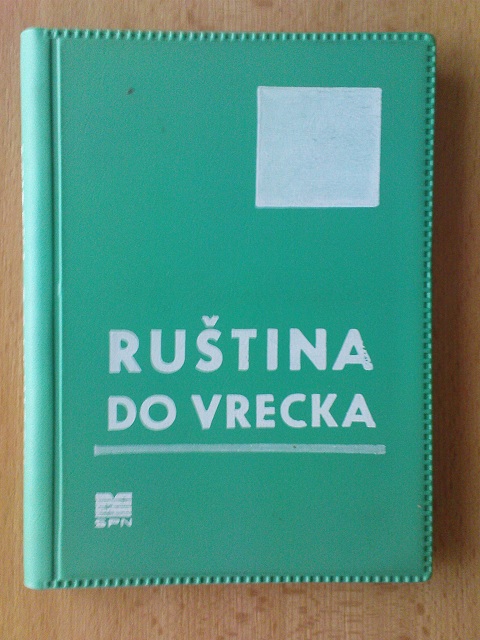 RUŠTINA
DO VRECKA
SPN